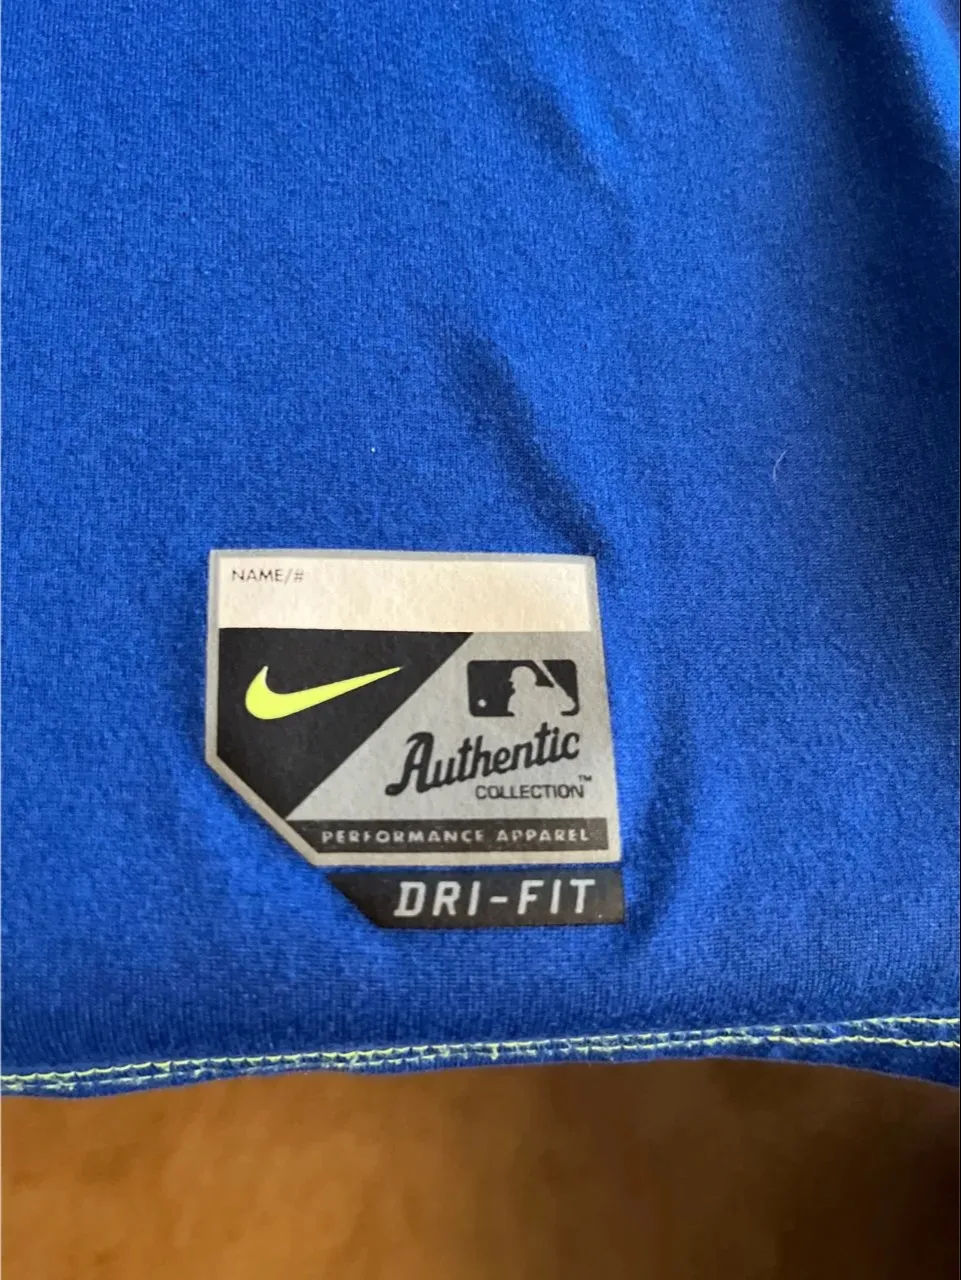 NAME/#
Authentic
COLLECTION™
PERFORMANCE APPAREL
DRI-FIT